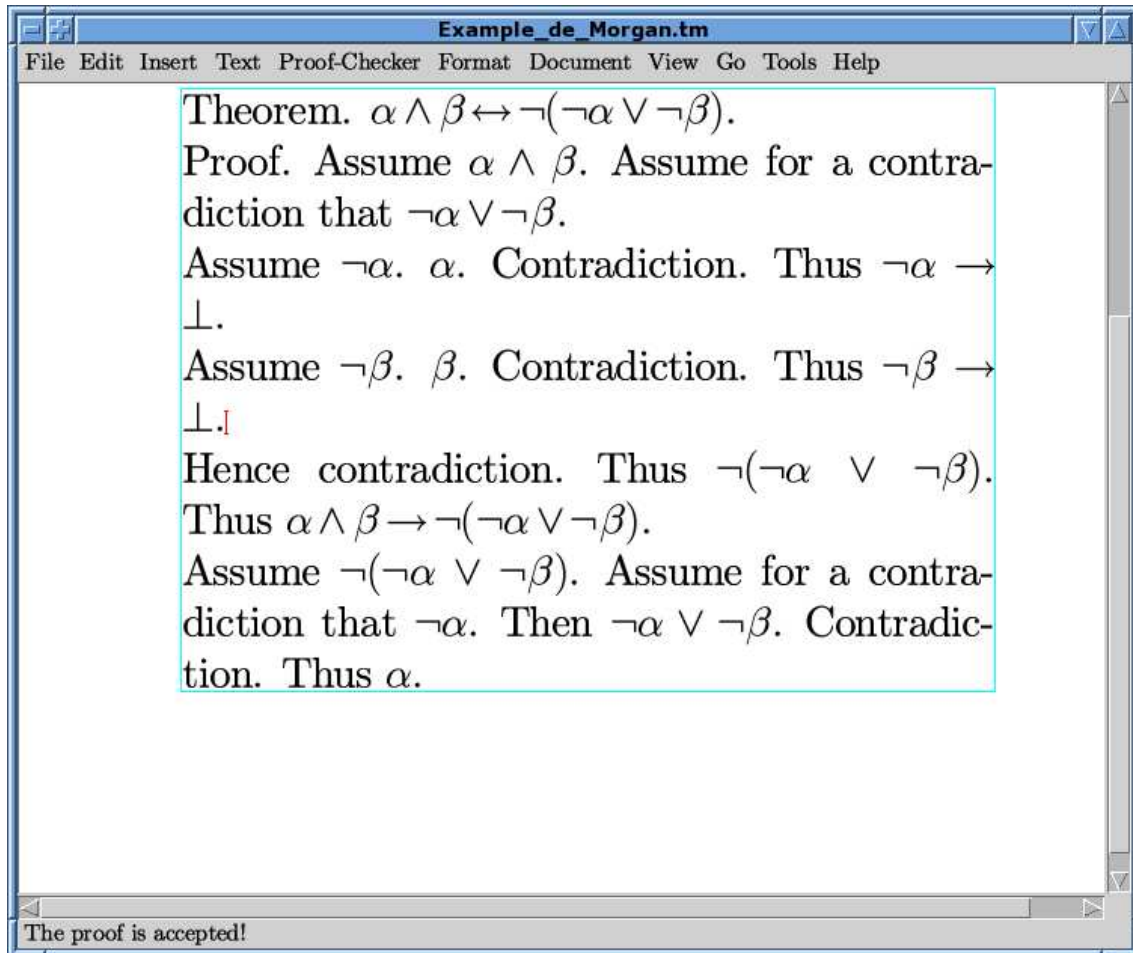 Example_de_Morgan.tm
File Edit Insert Text Proof-Checker Format Document View Go Tools Help
Theorem. α ∧ β ↔ ¬(¬α ∨ ¬β).
Proof. Assume α ∧ β. Assume for a contra-
diction that ¬α ∨ ¬β.
Assume ¬α. α. Contradiction. Thus ¬α →
⊥.
Assume ¬β. β. Contradiction. Thus ¬β →
⊥.
Hence contradiction. Thus ¬(¬α ∨ ¬β).
Thus α ∧ β → ¬(¬α ∨ ¬β).
Assume ¬(¬α ∨ ¬β). Assume for a contra-
diction that ¬α. Then ¬α ∨ ¬β. Contradic-
tion. Thus α.
The proof is accepted!